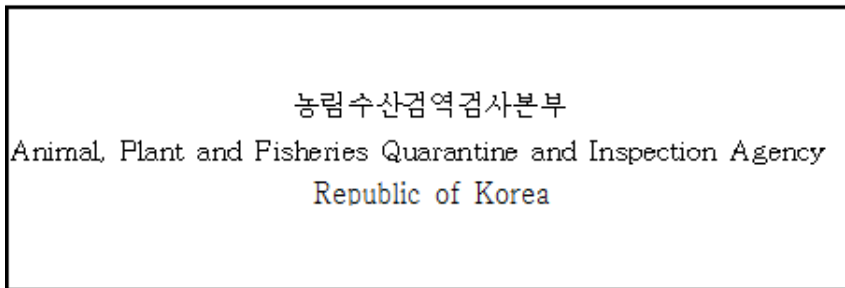 농림수산검역검사본부
Animal, Plant and Fisheries Quarantine and Inspection Agency
Republic of Korea